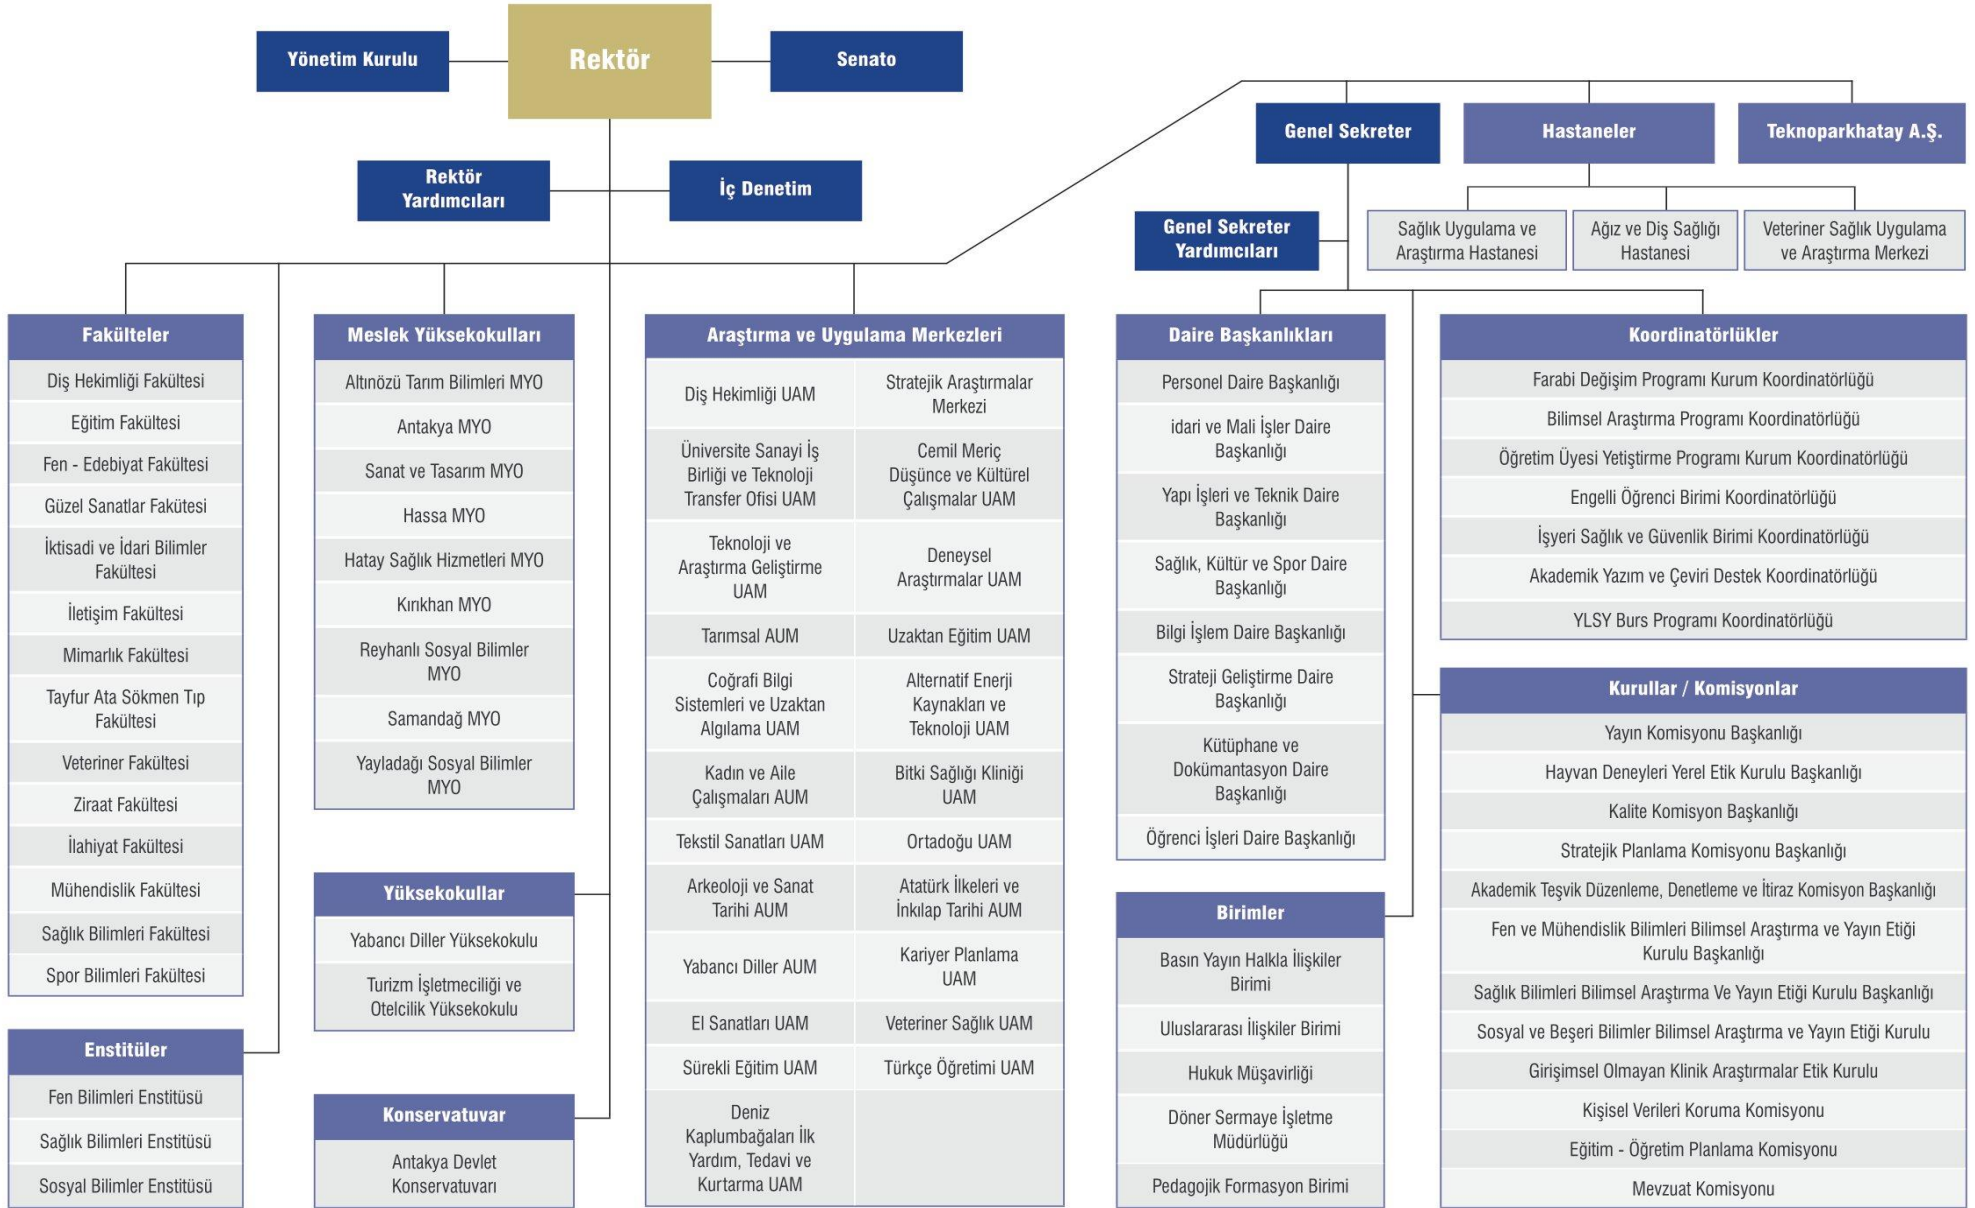 Yönetim Kurulu
Rektör
Senato
Rektör
Yardımcıları
İç Denetim
Genel Sekreter
Hastaneler
Teknoparkhatay A.Ş.
Genel Sekreter
Yardımcıları
Sağlık Uygulama ve
Araştırma Hastanesi
Ağız ve Diş Sağlığı
Hastanesi
Veteriner Sağlık Uygulama
ve Araştırma Merkezi
Fakülteler
Diş Hekimliği Fakültesi
Eğitim Fakültesi
Fen - Edebiyat Fakültesi
Güzel Sanatlar Fakütesi
İktisadi ve İdari Bilimler
Fakültesi
İletişim Fakültesi
Mimarlık Fakültesi
Tayfur Ata Sökmen Tıp
Fakültesi
Veteriner Fakültesi
Ziraat Fakültesi
İlahiyat Fakültesi
Mühendislik Fakültesi
Sağlık Bilimleri Fakültesi
Spor Bilimleri Fakültesi
Enstitüler
Fen Bilimleri Enstitüsü
Sağlık Bilimleri Enstitüsü
Sosyal Bilimler Enstitüsü
Meslek Yüksekokulları
Altınözü Tarım Bilimleri MYO
Antakya MYO
Sanat ve Tasarım MYO
Hassa MYO
Hatay Sağlık Hizmetleri MYO
Kırıkhan MYO
Reyhanlı Sosyal Bilimler
MYO
Samandağ MYO
Yayladağı Sosyal Bilimler
MYO
Yüksekokullar
Yabancı Diller Yüksekokulu
Turizm İşletmeciliği ve
Otelcilik Yüksekokulu
Konservatuvar
Antakya Devlet
Konservatuvarı
Araştırma ve Uygulama Merkezleri
Diş Hekimliği UAM
Stratejik Araştırmalar
Merkezi
Üniversite Sanayi İş
Birliği ve Teknoloji
Transfer Ofisi UAM
Cemil Meriç
Düşünce ve Kültürel
Çalışmalar UAM
Teknoloji ve
Araştırma Geliştirme
UAM
Deneysel
Araştırmalar UAM
Tarımsal AUM
Uzaktan Eğitim UAM
Coğrafi Bilgi
Sistemleri ve Uzaktan
Algılama UAM
Alternatif Enerji
Kaynakları ve
Teknoloji UAM
Kadın ve Aile
Çalışmaları AUM
Bitki Sağlığı Kliniği
UAM
Tekstil Sanatları UAM
Ortadoğu UAM
Arkeoloji ve Sanat
Tarihi AUM
Atatürk İlkeleri ve
İnkılap Tarihi AUM
Yabancı Diller AUM
Kariyer Planlama
UAM
El Sanatları UAM
Veteriner Sağlık UAM
Sürekli Eğitim UAM
Türkçe Öğretimi UAM
Deniz
Kaplumbağaları İlk
Yardım, Tedavi ve
Kurtarma UAM
Daire Başkanlıkları
Personel Daire Başkanlığı
idari ve Mali İşler Daire
Başkanlığı
Yapı İşleri ve Teknik Daire
Başkanlığı
Sağlık, Kültür ve Spor Daire
Başkanlığı
Bilgi İşlem Daire Başkanlığı
Strateji Geliştirme Daire
Başkanlığı
Kütüphane ve
Dokümantasyon Daire
Başkanlığı
Öğrenci İşleri Daire Başkanlığı
Birimler
Basın Yayın Halkla İlişkiler
Birimi
Uluslararası İlişkiler Birimi
Hukuk Müşavirliği
Döner Sermaye İşletme
Müdürlüğü
Pedagojik Formasyon Birimi
Koordinatörlükler
Farabi Değişim Programı Kurum Koordinatörlüğü
Bilimsel Araştırma Programı Koordinatörlüğü
Öğretim Üyesi Yetiştirme Programı Kurum Koordinatörlüğü
Engelli Öğrenci Birimi Koordinatörlüğü
İşyeri Sağlık ve Güvenlik Birimi Koordinatörlüğü
Akademik Yazım ve Çeviri Destek Koordinatörlüğü
YLSY Burs Programı Koordinatörlüğü
Kurullar / Komisyonlar
Yayın Komisyonu Başkanlığı
Hayvan Deneyleri Yerel Etik Kurulu Başkanlığı
Kalite Komisyon Başkanlığı
Stratejik Planlama Komisyonu Başkanlığı
Akademik Teşvik Düzenleme, Denetleme ve İtiraz Komisyon Başkanlığı
Fen ve Mühendislik Bilimleri Bilimsel Araştırma ve Yayın Etiği
Kurulu Başkanlığı
Sağlık Bilimleri Bilimsel Araştırma Ve Yayın Etiği Kurulu Başkanlığı
Sosyal ve Beşeri Bilimler Bilimsel Araştırma ve Yayın Etiği Kurulu
Girişimsel Olmayan Klinik Araştırmalar Etik Kurulu
Kişisel Verileri Koruma Komisyonu
Eğitim - Öğretim Planlama Komisyonu
Mevzuat Komisyonu